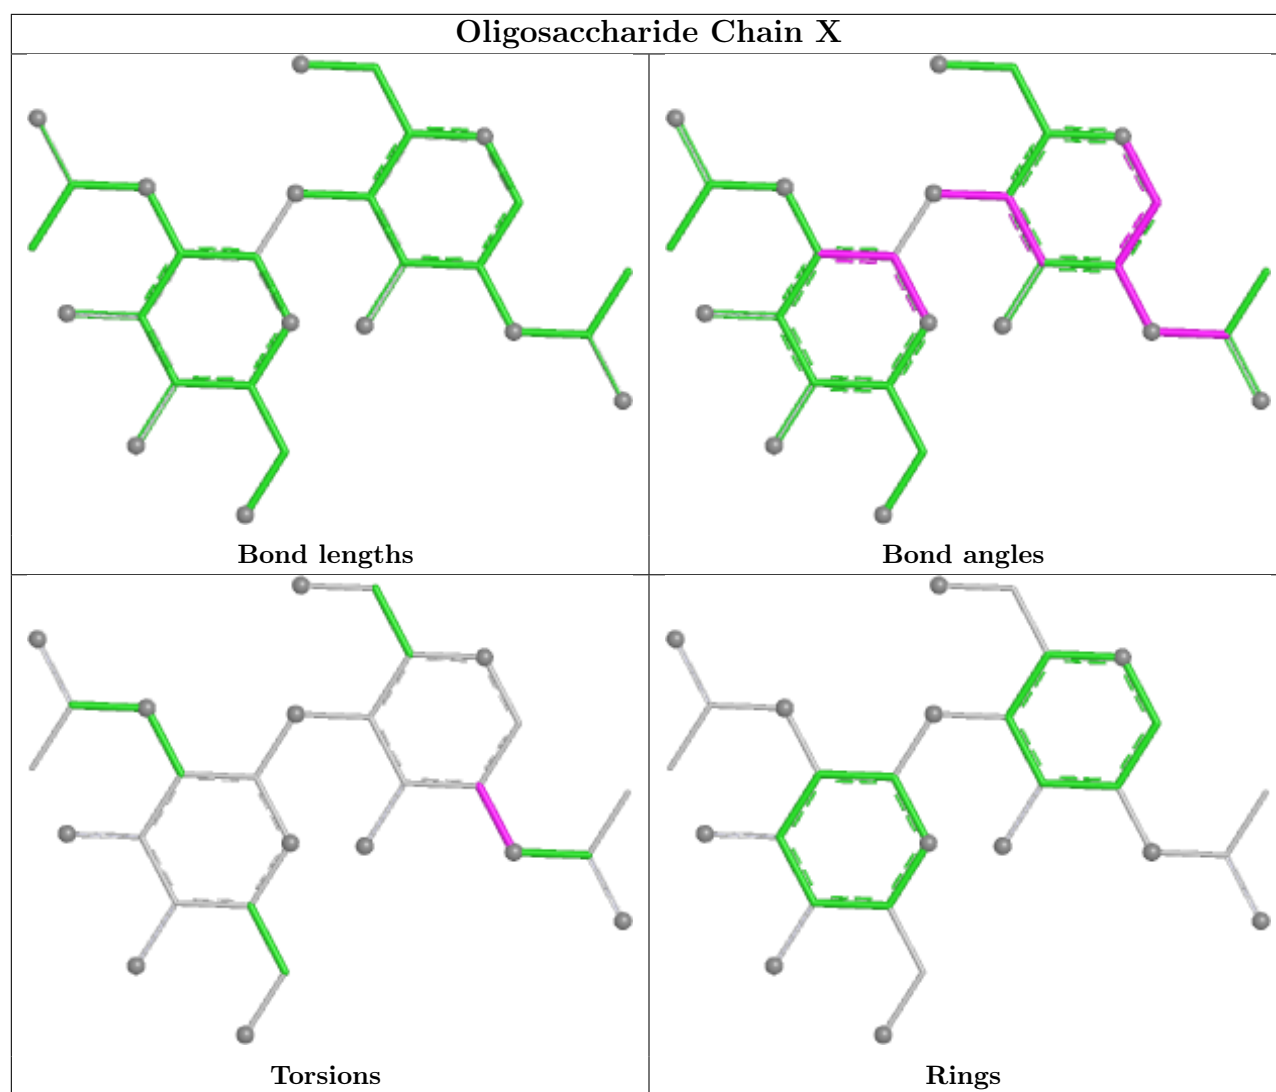 Oligosaccharide Chain X
Bond lengths
Bond angles
Torsions
Rings